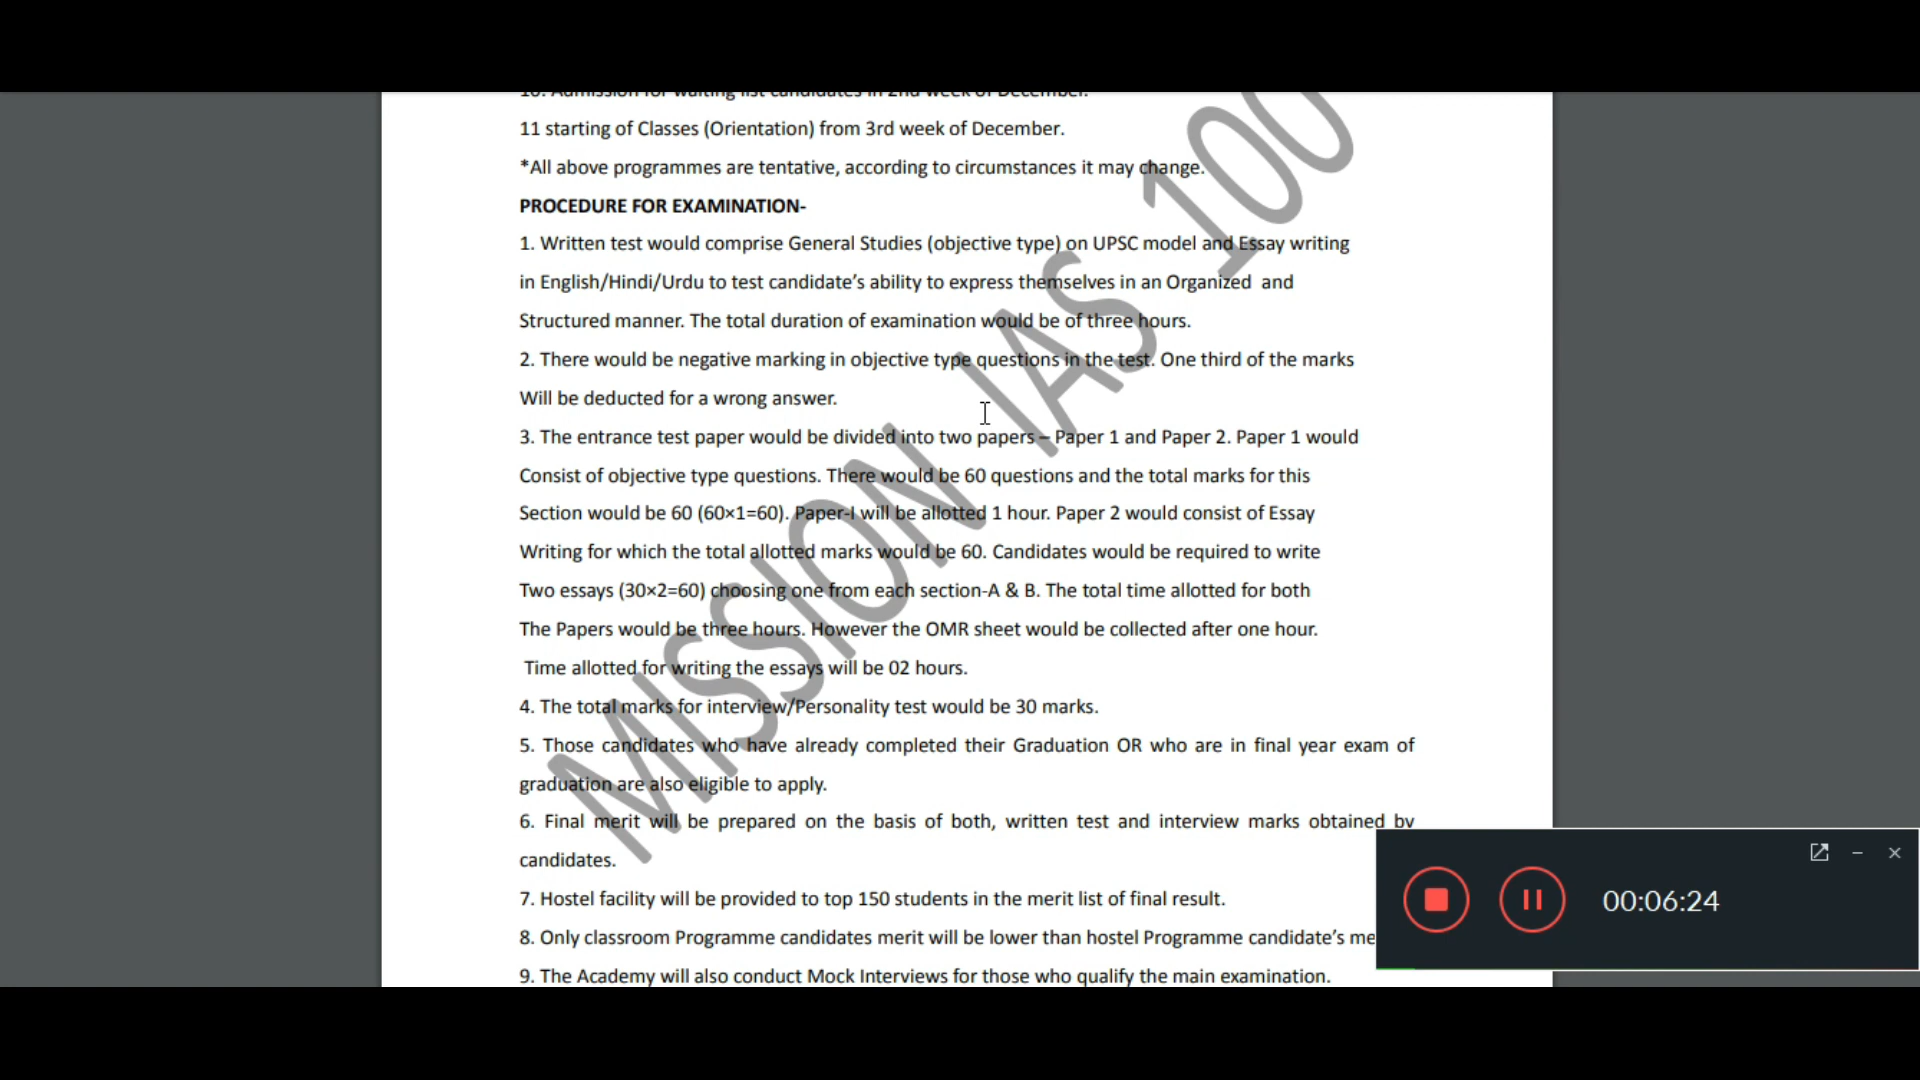 10. Admission for waiting list candidates in 2nd week of December.
11 starting of Classes (Orientation) from 3rd week of December.
*All above programmes are tentative, according to circumstances it may change.
PROCEDURE FOR EXAMINATION-
1. Written test would comprise General Studies (objective type) on UPSC model and Essay writing
in English/Hindi/Urdu to test candidate’s ability to express themselves in an Organized and
Structured manner. The total duration of examination would be of three hours.
2. There would be negative marking in objective type questions in the test. One third of the marks
Will be deducted for a wrong answer.
3. The entrance test paper would be divided into two papers – Paper 1 and Paper 2. Paper 1 would
Consist of objective type questions. There would be 60 questions and the total marks for this
Section would be 60 (60×1=60). Paper-I will be allotted 1 hour. Paper 2 would consist of Essay
Writing for which the total allotted marks would be 60. Candidates would be required to write
Two essays (30×2=60) choosing one from each section-A & B. The total time allotted for both
The Papers would be three hours. However the OMR sheet would be collected after one hour.
Time allotted for writing the essays will be 02 hours.
4. The total marks for interview/Personality test would be 30 marks.
5. Those candidates who have already completed their Graduation OR who are in final year exam of
graduation are also eligible to apply.
6. Final merit will be prepared on the basis of both, written test and interview marks obtained by
candidates.
7. Hostel facility will be provided to top 150 students in the merit list of final result.
8. Only classroom Programme candidates merit will be lower than hostel Programme candidate’s me
9. The Academy will also conduct Mock Interviews for those who qualify the main examination.
MISSION IAS 100
00:06:24